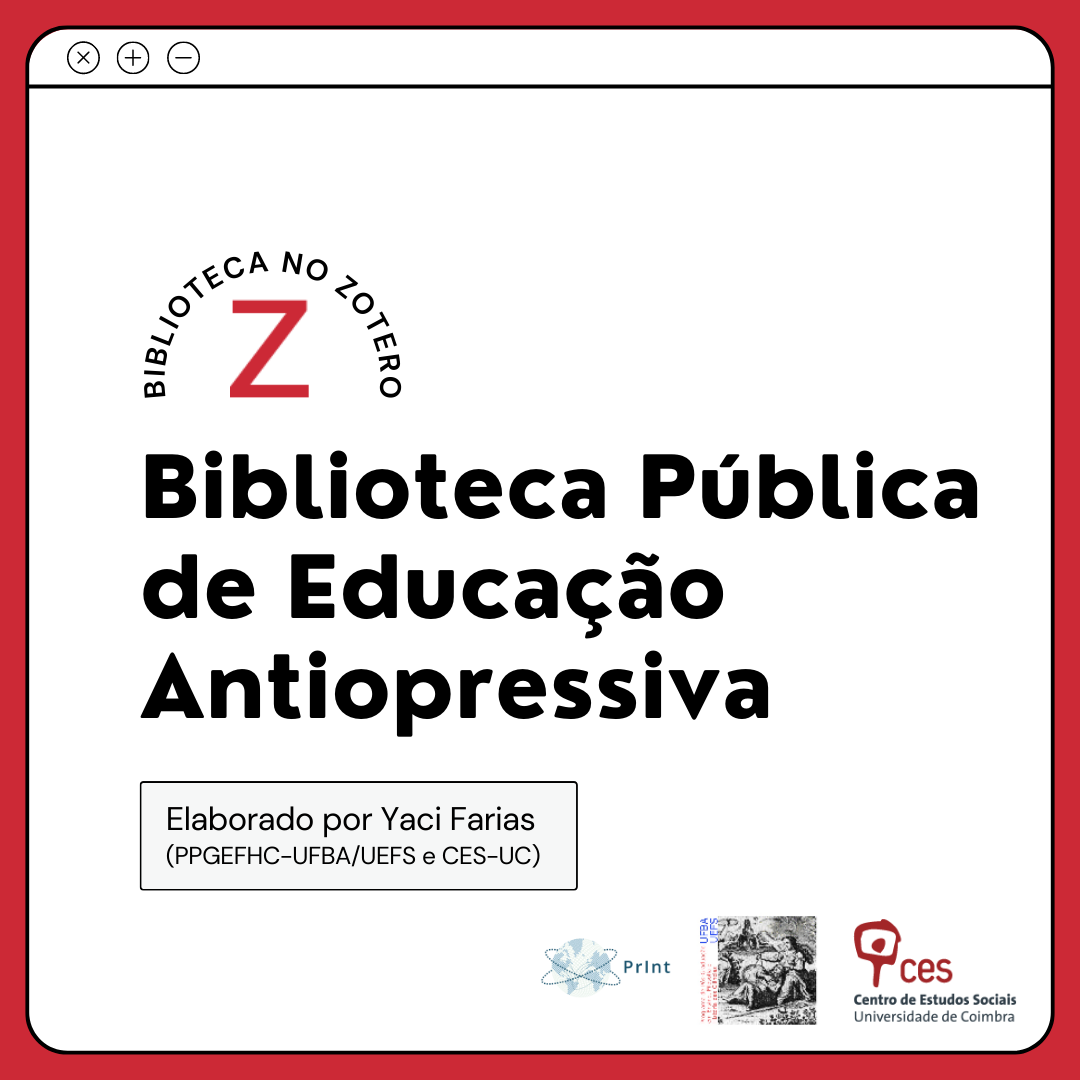 BIBLIOTECA NO ZOTERO
Z
Biblioteca Pública
de Educação
Antiopressiva
Elaborado por Yaci Farias
(PPGEFHC-UFBA/UEFS e CES-UC)
PrInt
UFBA
UEFS
ces
Centro de Estudos Sociais
Universidade de Coimbra